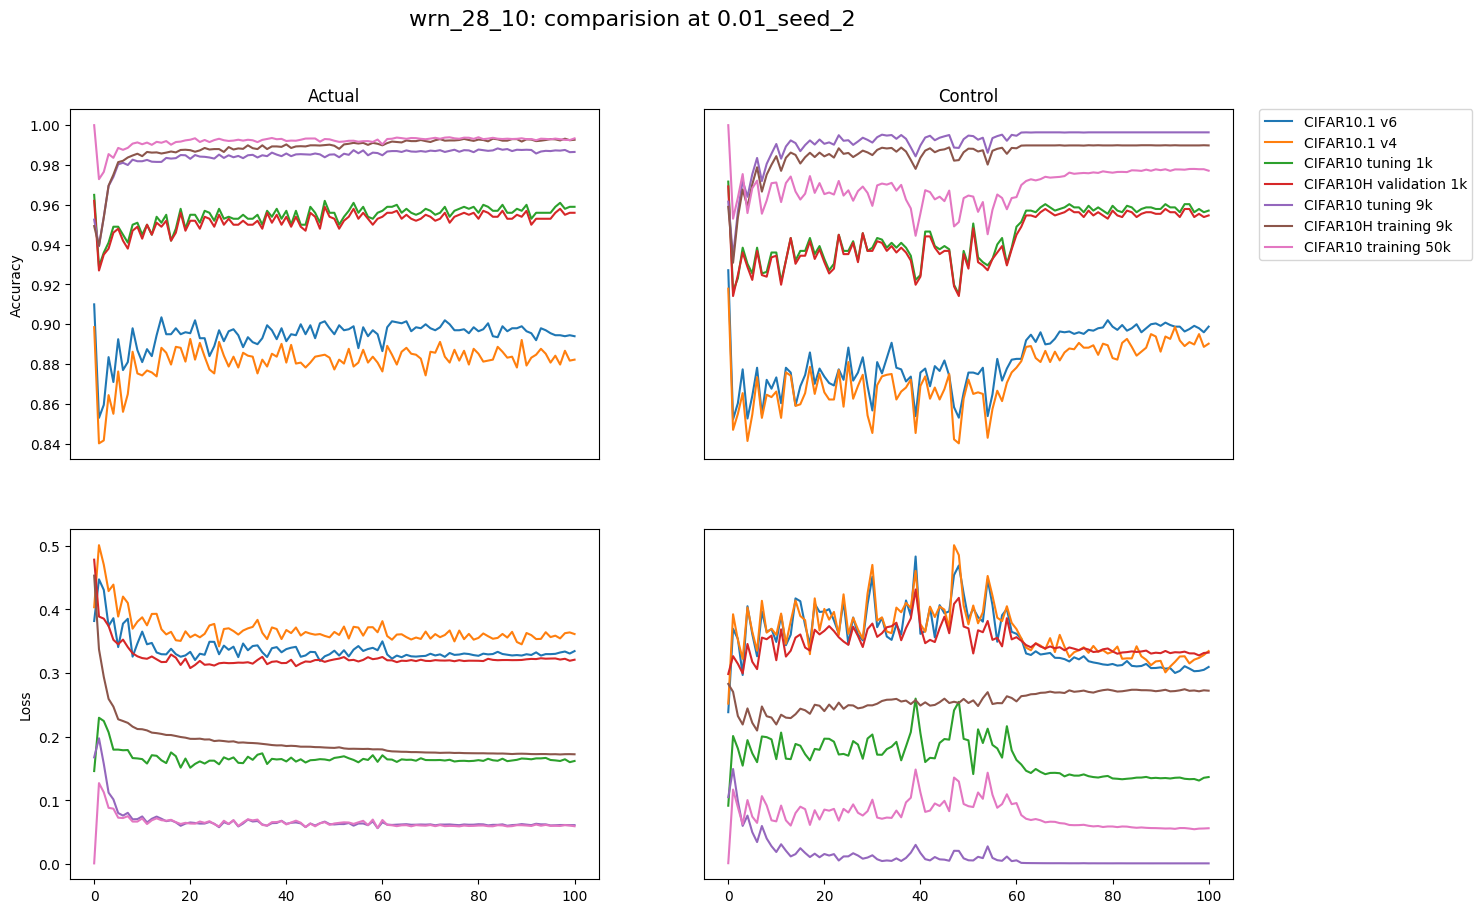 wrn_28_10: comparision at 0.01_seed_2
Actual
Control
CIFAR10.1 v6
CIFAR10.1 v4
CIFAR10 tuning 1k
CIFAR10H validation 1k
CIFAR10 tuning 9k
CIFAR10H training 9k
CIFAR10 training 50k
Accuracy
1.00
0.98
0.96
0.94
0.92
0.90
0.88
0.86
0.84
Loss
0.5
0.4
0.3
0.2
0.1
0.0
0 20 40 60 80 100
0 20 40 60 80 100